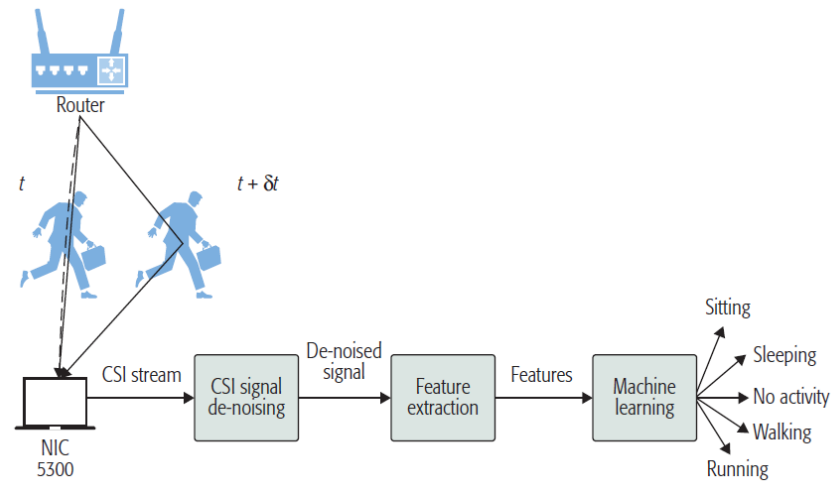 Router
t
t + δt
CSI stream
CSI signal
de-noising
De-noised
signal
Feature
extraction
Features
Machine
learning
Sitting
Sleeping
No activity
Walking
Running
NIC
5300